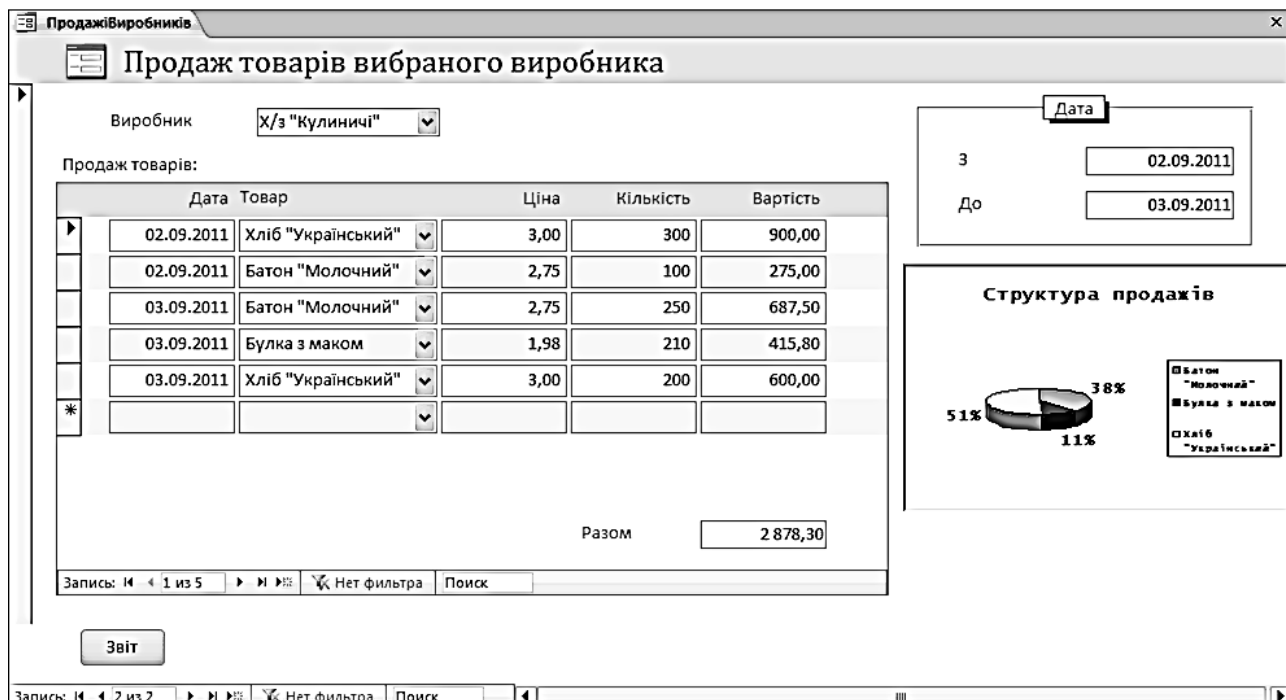 ПродажіВиробників
Продаж товарів вибраного виробника
Виробник Х/з "Кулиничі"
Продаж товарів:
Дата Товар Ціна Кількість Вартість
02.09.2011 Хліб "Український" 3,00 300 900,00
02.09.2011 Батон "Молочний" 2,75 100 275,00
03.09.2011 Батон "Молочний" 2,75 250 687,50
03.09.2011 Булка з маком 1,98 210 415,80
03.09.2011 Хліб "Український" 3,00 200 600,00
Разом 2 878,30
Запись: 1 из 5 Нет фильтра Поиск
Дата
З 02.09.2011
До 03.09.2011
Структура продажів
38%
51%
11%
Батон
"Молочний"
Булка з маком
Хліб
"Український"
Звіт
Запись: 2 из 2 Нет фильтра Поиск